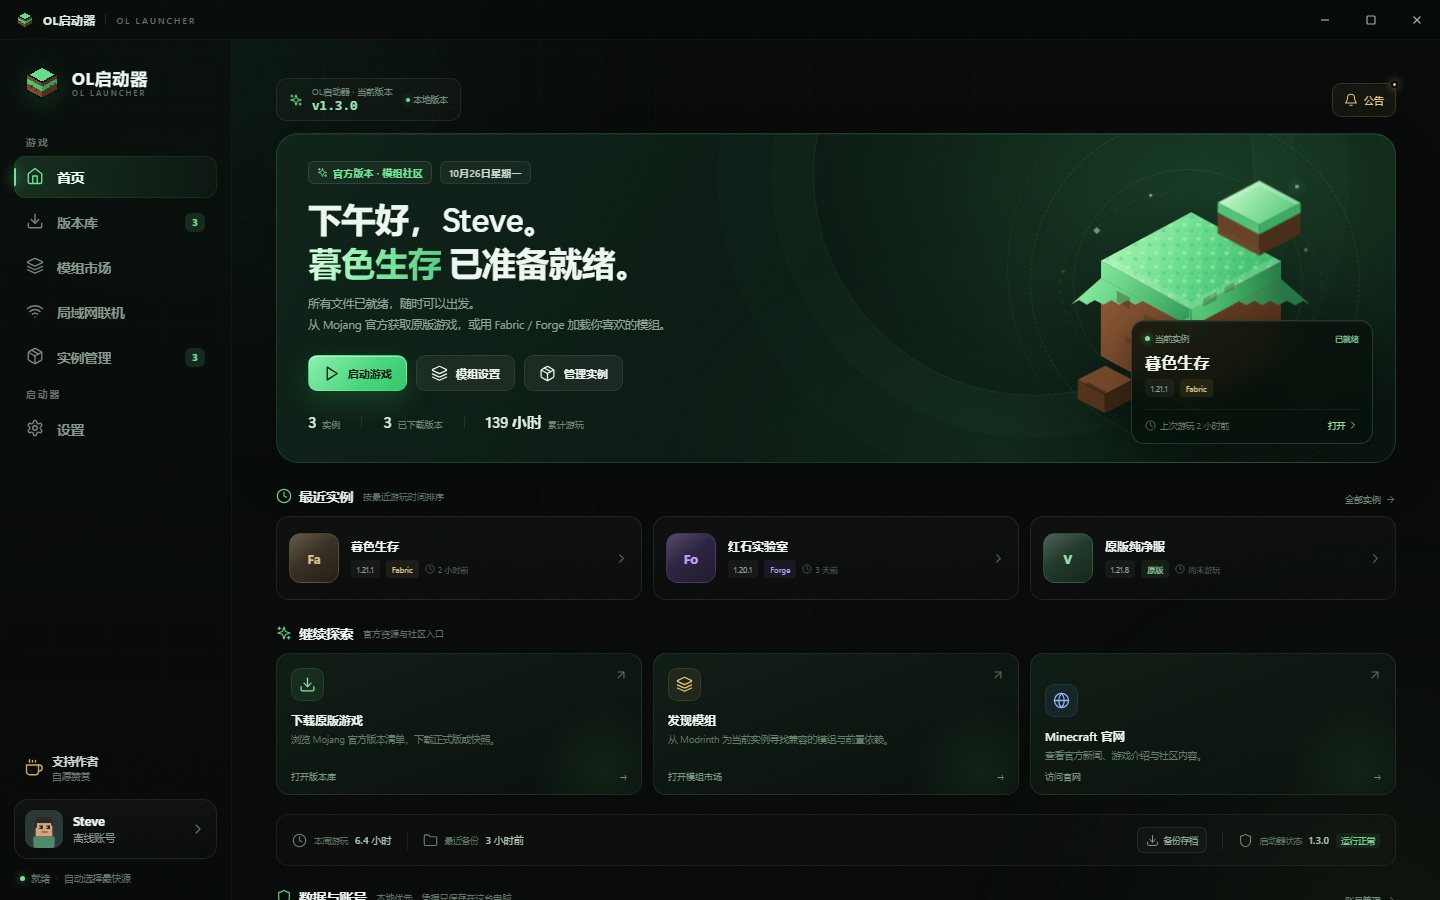 OL启动器 OL LAUNCHER
OL启动器
OL LAUNCHER
游戏
首页
版本库 3
模组市场
局域网联机
实例管理 3
启动器
设置
支持作者
自愿赞赏
Steve
离线账号
就绪 · 自动选择最快源
OL启动器 · 当前版本
v1.3.0
本地版本
公告
官方版本 · 模组社区
10月26日星期一
下午好，Steve。
暮色生存 已准备就绪。
所有文件已就绪，随时可以出发。
从 Mojang 官方获取原版游戏，或用 Fabric / Forge 加载你喜欢的模组。
启动游戏
模组设置
管理实例
3 实例
3 已下载版本
139 小时 累计游玩
当前实例
已就绪
暮色生存
1.21.1 Fabric
上次游玩 2 小时前
打开
最近实例 按最近游玩时间排序
全部实例 →
Fa
暮色生存
1.21.1 Fabric 2 小时前
Fo
红石实验室
1.20.1 Forge 3 天前
V
原版纯净服
1.21.8 原版 尚未游玩
继续探索 官方资源与社区入口
下载原版游戏
浏览 Mojang 官方版本清单，下载正式版或快照。
打开版本库 →
发现模组
从 Modrinth 为当前实例寻找兼容的模组与前置依赖。
打开模组市场 →
Minecraft 官网
查看官方新闻、游戏介绍与社区内容。
访问官网 →
本周游玩 6.4 小时
最近备份 3 小时前
备份存档
启动器状态 1.3.0 运行正常
数据与账号